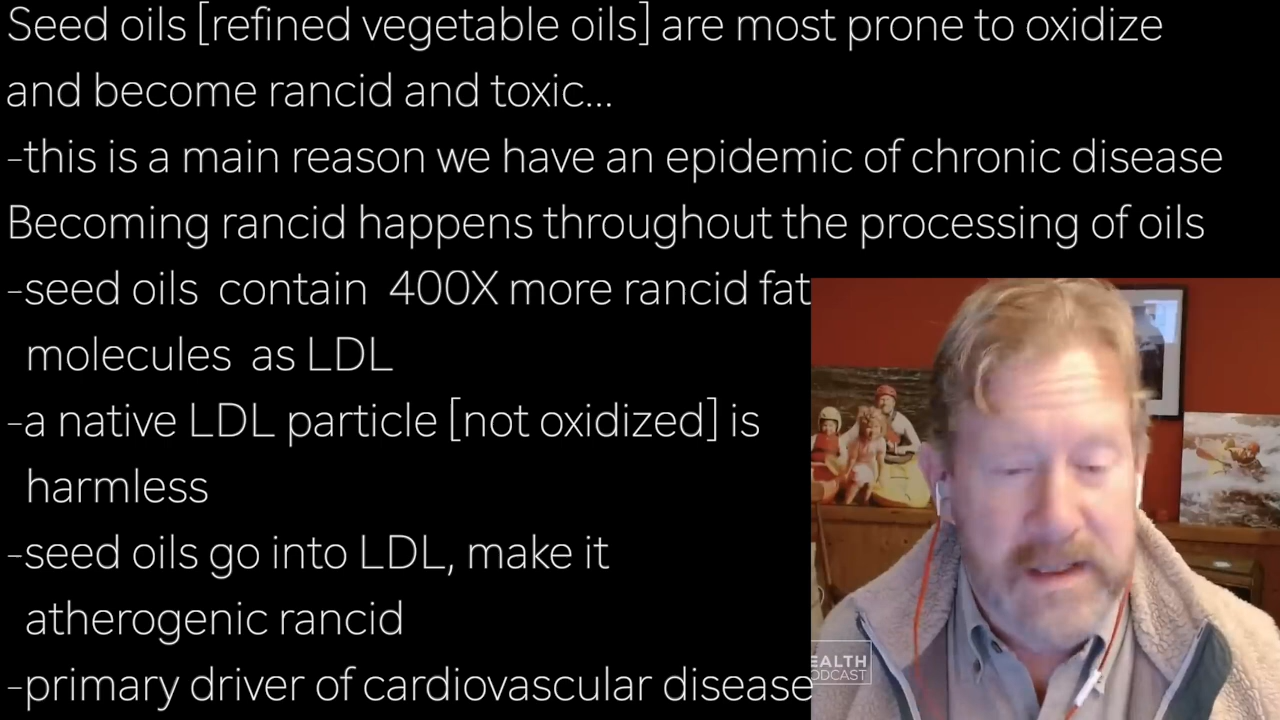 Seed oils [refined vegetable oils] are most prone to oxidize
and become rancid and toxic...
-this is a main reason we have an epidemic of chronic disease
Becoming rancid happens throughout the processing of oils
-seed oils contain 400X more rancid fat
molecules as LDL
-a native LDL particle [not oxidized] is
harmless
-seed oils go into LDL, make it
atherogenic rancid
-primary driver of cardiovascular disease
EALTH
ODCAST